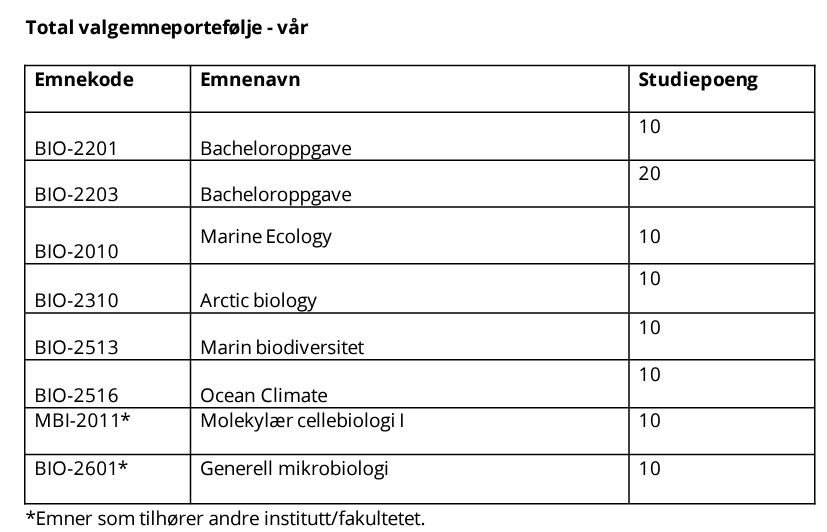 Total valgemneportefølje - vår
Emnekode Emnenavn Studiepoeng
BIO-2201 Bacheloroppgave 10
BIO-2203 Bacheloroppgave 20
BIO-2010 Marine Ecology 10
BIO-2310 Arctic biology 10
BIO-2513 Marin biodiversitet 10
BIO-2516 Ocean Climate 10
MBI-2011* Molekylær cellebiologi I 10
BIO-2601* Generell mikrobiologi 10
*Emner som tilhører andre institutt/fakultetet.